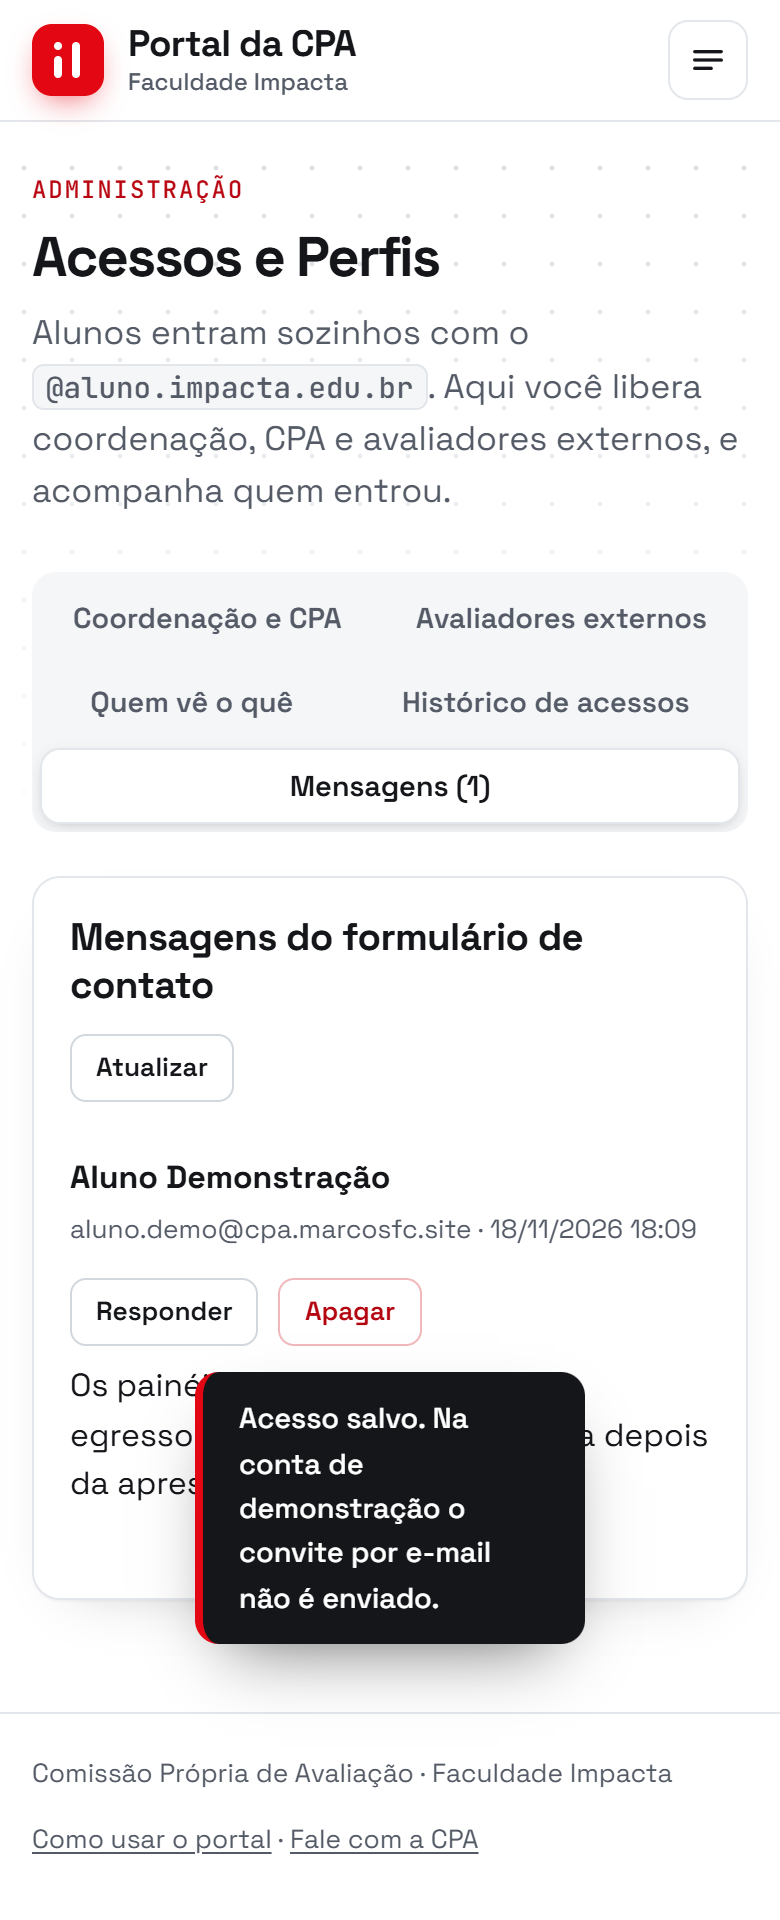 Portal da CPA
Faculdade Impacta
ADMINISTRAÇÃO
Acessos e Perfis
Alunos entram sozinhos com o
@aluno.impacta.edu.br. Aqui você libera
coordenação, CPA e avaliadores externos, e
acompanha quem entrou.
Coordenação e CPA
Avaliadores externos
Quem vê o quê
Histórico de acessos
Mensagens (1)
Mensagens do formulário de
contato
Atualizar
Aluno Demonstração
aluno.demo@cpa.marcosfc.site · 18/11/2026 18:09
Responder
Apagar
Os
egresso depois
da
Acesso salvo. Na
conta de
demonstração o
convite por e-mail
não é enviado.
Comissão Própria de Avaliação · Faculdade Impacta
Como usar o portal · Fale com a CPA